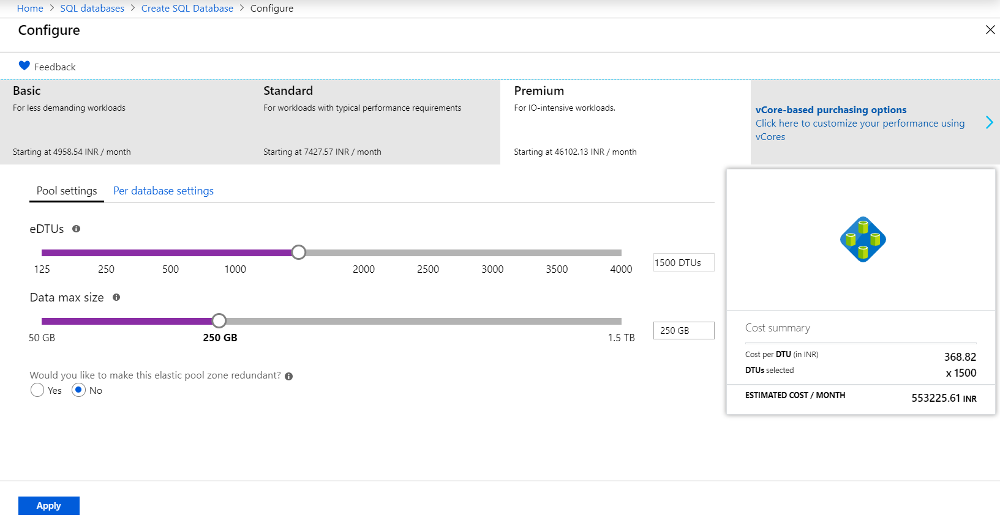 Home > SQL databases > Create SQL Database > Configure
Configure
Feedback
Basic
For less demanding workloads
Starting at 4958.54 INR / month
Standard
For workloads with typical performance requirements
Starting at 7427.57 INR / month
Premium
For IO-intensive workloads.
Starting at 46102.13 INR / month
vCore-based purchasing options
Click here to customize your performance using
vCores
Pool settings Per database settings
eDTUs
125 250 500 1000 2000 2500 3000 3500 4000
1500 DTUs
Data max size
50 GB 250 GB 1.5 TB
250 GB
Would you like to make this elastic pool zone redundant?
Yes No
Cost summary
Cost per DTU (in INR) 368.82
DTUs selected x 1500
ESTIMATED COST / MONTH 553225.61 INR
Apply